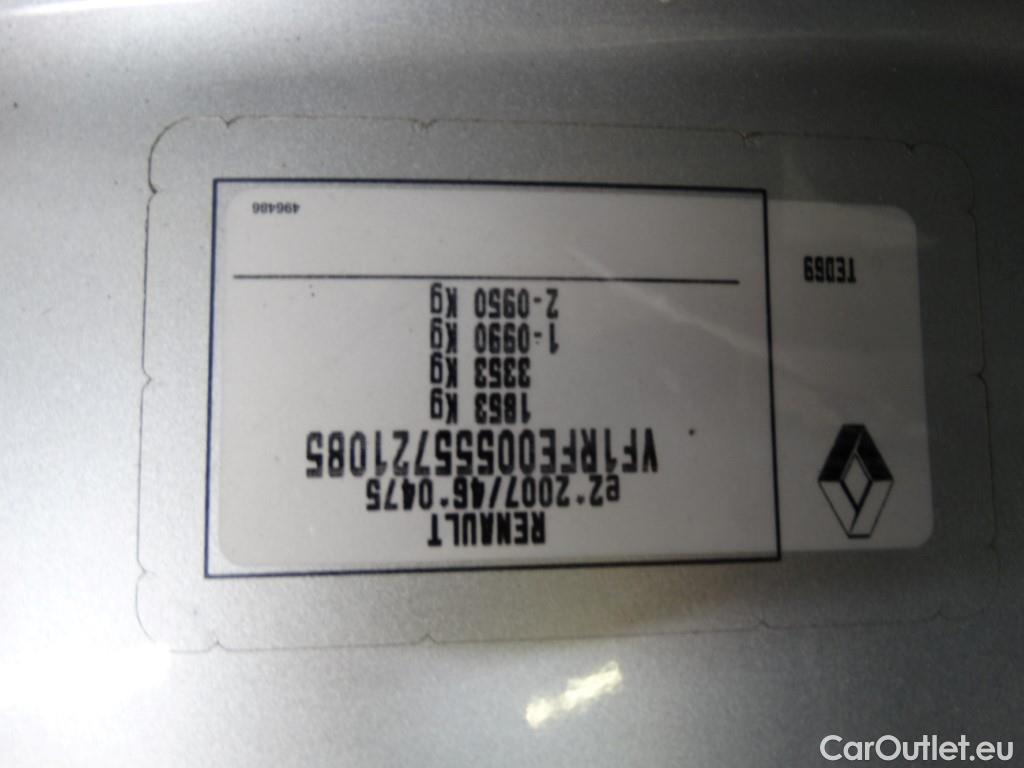 RENAULT
e2*2007/46*0475
VF1RFE00555721085
1853 Kg
3353 Kg
1-0990 Kg
2-0950 Kg
496486
TED69
CarOutlet.eu